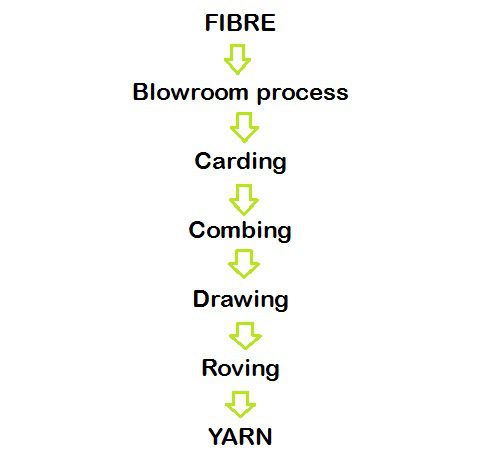 FIBRE
Blowroom process
Carding
Combing
Drawing
Roving
YARN